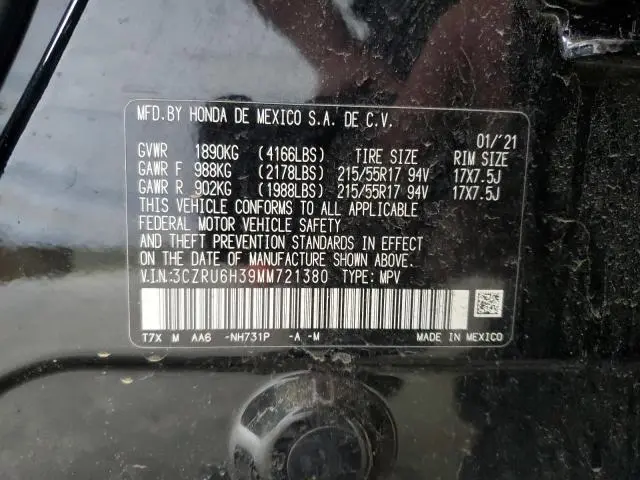 MFD.BY HONDA DE MEXICO S.A. DE C.V.
01/'21
GVWR 1890KG (4166LBS) TIRE SIZE RIM SIZE
GAWR F 988KG (2178LBS) 215/55R17 94V 17X7.5J
GAWR R 902KG (1988LBS) 215/55R17 94V 17X7.5J
THIS VEHICLE CONFORMS TO ALL APPLICABLE
FEDERAL MOTOR VEHICLE SAFETY
AND THEFT PREVENTION STANDARDS IN EFFECT
ON THE DATE OF MANUFACTURE SHOWN ABOVE.
V.I.N.:3CZRU6H39MM721380 TYPE: MPV
T7X M AA6 -NH731P -A -M MADE IN MEXICO